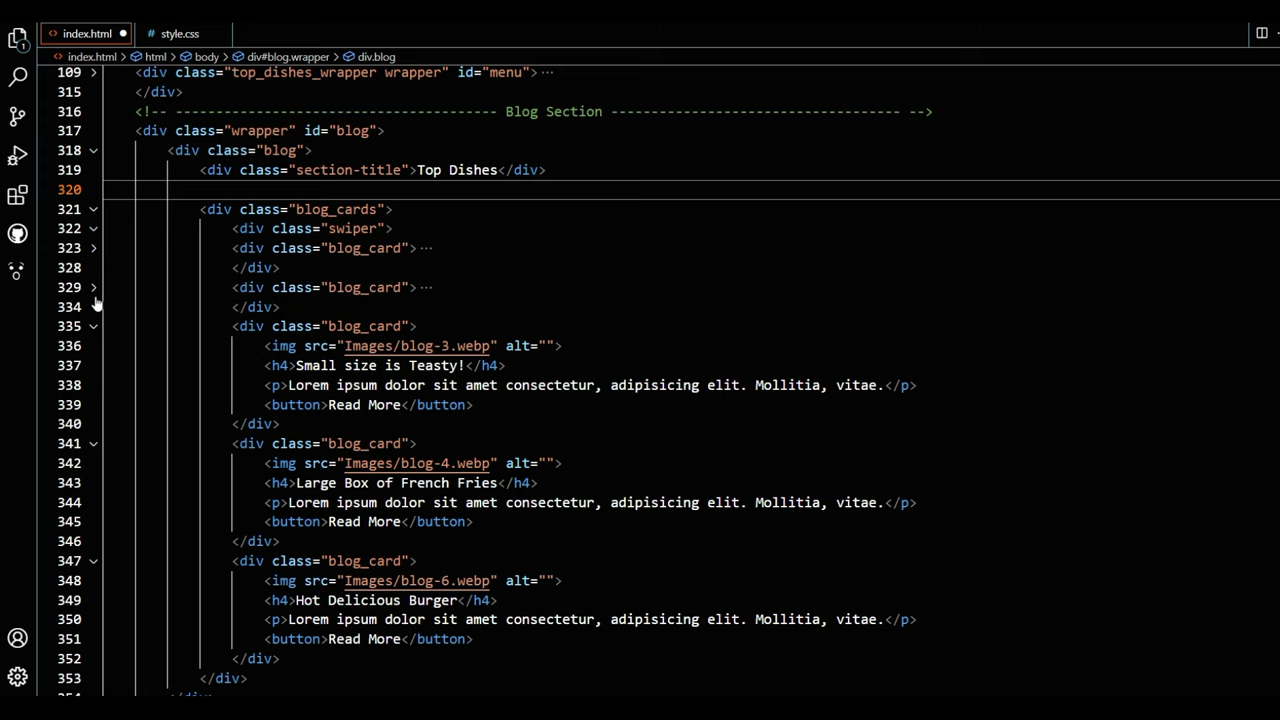 index.html
style.css
index.html > html > body > div#blog.wrapper > div.blog
109 <div class="top_dishes_wrapper wrapper" id="menu">···
315 </div>
316 <!-- ---------------------------------------- Blog Section ------------------------------------ -->
317 <div class="wrapper" id="blog">
318 <div class="blog">
319 <div class="section-title">Top Dishes</div>
320
321 <div class="blog_cards">
322 <div class="swiper">
323 <div class="blog_card">···
328 </div>
329 <div class="blog_card">···
334 </div>
335 <div class="blog_card">
336 <img src="Images/blog-3.webp" alt="">
337 <h4>Small size is Teasty!</h4>
338 <p>Lorem ipsum dolor sit amet consectetur, adipisicing elit. Mollitia, vitae.</p>
339 <button>Read More</button>
340 </div>
341 <div class="blog_card">
342 <img src="Images/blog-4.webp" alt="">
343 <h4>Large Box of French Fries</h4>
344 <p>Lorem ipsum dolor sit amet consectetur, adipisicing elit. Mollitia, vitae.</p>
345 <button>Read More</button>
346 </div>
347 <div class="blog_card">
348 <img src="Images/blog-6.webp" alt="">
349 <h4>Hot Delicious Burger</h4>
350 <p>Lorem ipsum dolor sit amet consectetur, adipisicing elit. Mollitia, vitae.</p>
351 <button>Read More</button>
352 </div>
353 </div>